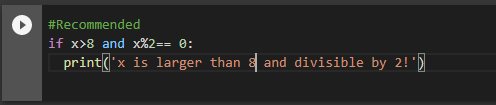 #Recommended
if x>8 and x%2== 0:
  print('x is larger than 8 and divisible by 2!')